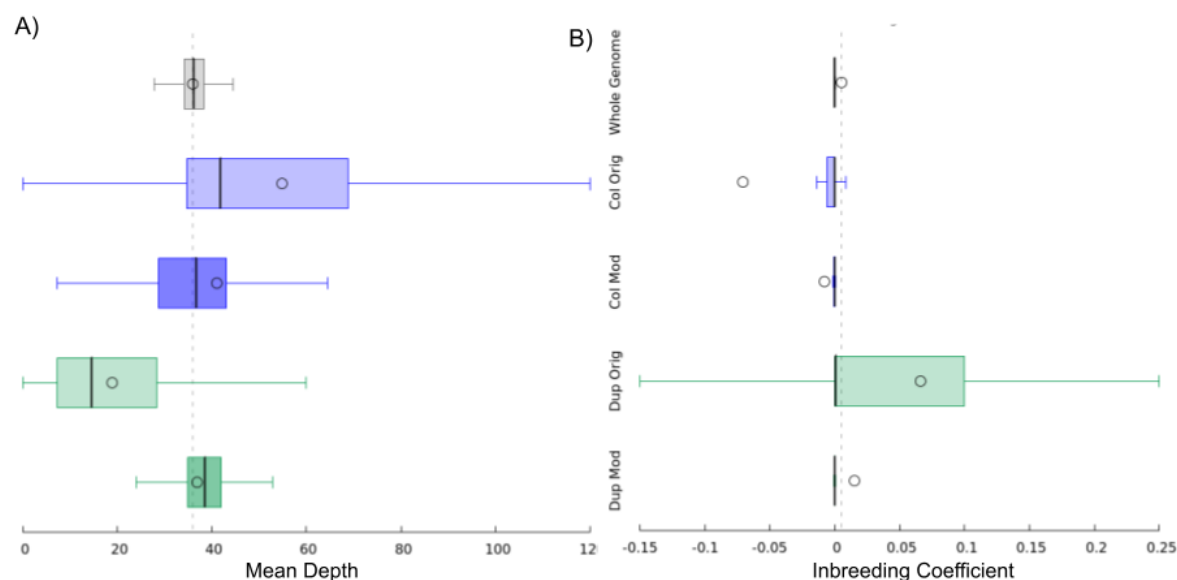 A)
B)
Whole Genome
Col Orig
Col Mod
Dup Orig
Dup Mod
0 20 40 60 80 100 12
Mean Depth
-0.15 -0.1 -0.05 0 0.05 0.1 0.15 0.2 0.25
Inbreeding Coefficient